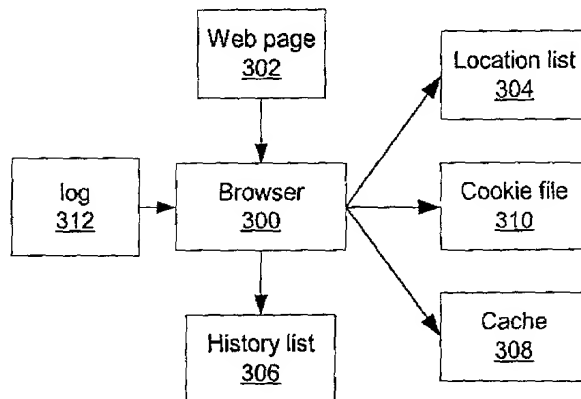 Web page
302
Location list
304
log
312
Browser
300
Cookie file
310
History list
306
Cache
308